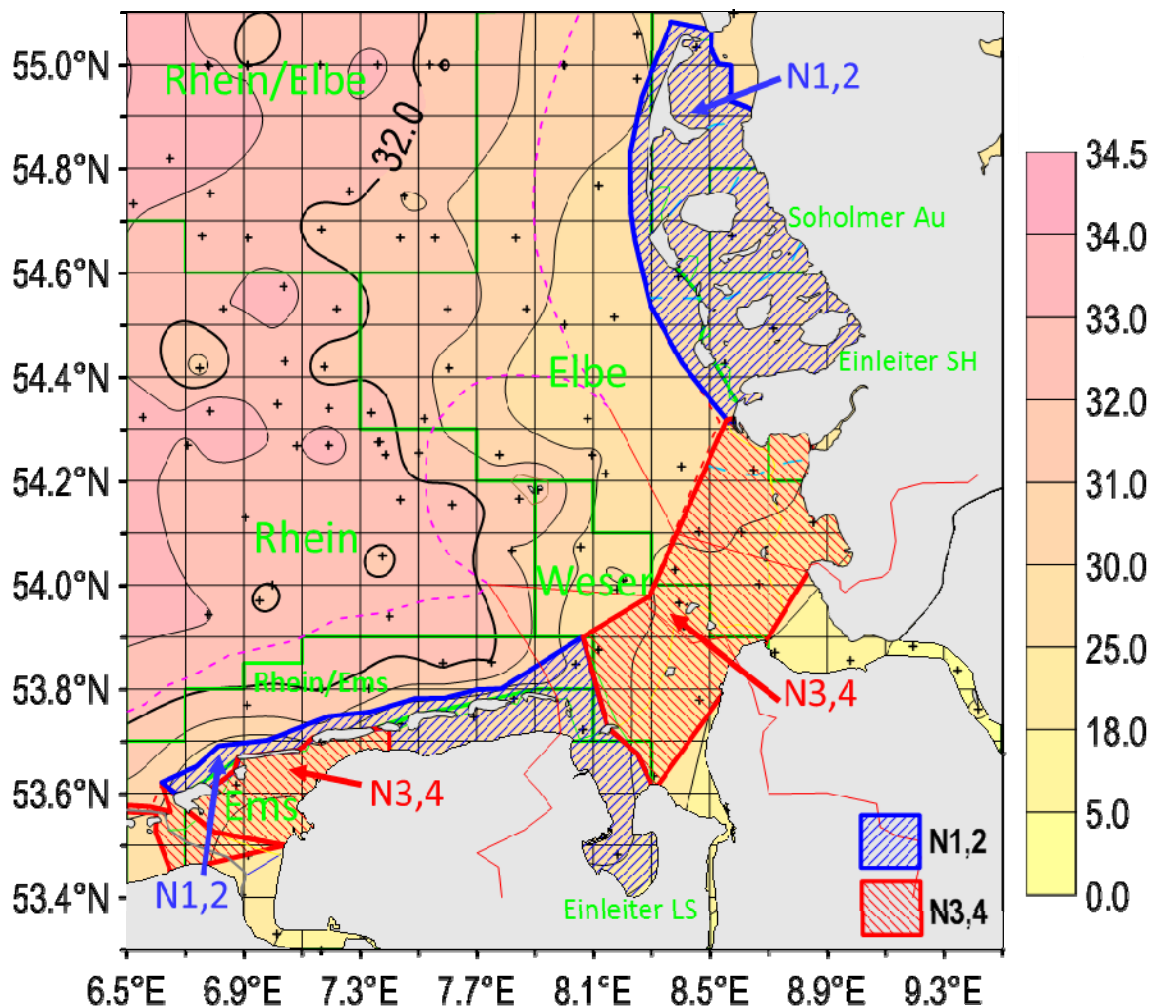 55.0°N
54.8°N
54.6°N
54.4°N
54.2°N
54.0°N
53.8°N
53.6°N
53.4°N
Rhein/Elbe
32.0
N1,2
Soholmer Au
Elbe
Einleiter SH
Rhein
Weser
Rhein/Ems
N3,4
N3,4
Ems
N1,2
Einleiter LS
N1,2
N3,4
6.5°E 6.9°E 7.3°E 7.7°E 8.1°E 8.5°E 8.9°E 9.3°E
34.5
34.0
33.0
32.0
31.0
30.0
25.0
18.0
5.0
0.0